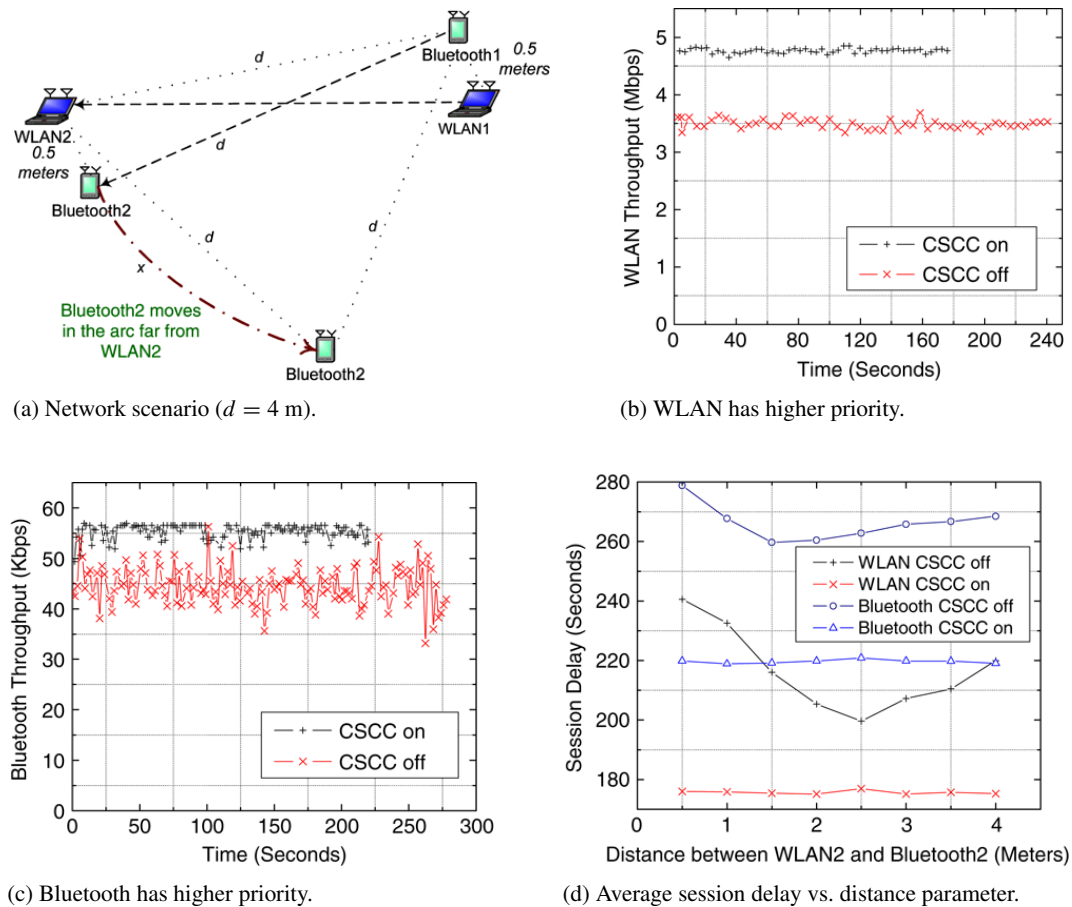 Bluetooth1
d
0.5
meters
WLAN2
WLAN1
0.5
meters
d
Bluetooth2
d
d
x
Bluetooth2 moves
in the arc far from
WLAN2
Bluetooth2
(a) Network scenario (d = 4 m).
WLAN Throughput (Mbps)
5
4
3
2
1
0
CSCC on
CSCC off
0 40 80 120 160 200 240
Time (Seconds)
(b) WLAN has higher priority.
Bluetooth Throughput (Kbps)
60
50
40
30
20
10
0
CSCC on
CSCC off
0 50 100 150 200 250 300
Time (Seconds)
(c) Bluetooth has higher priority.
Session Delay (Seconds)
280
260
240
220
200
180
WLAN CSCC off
WLAN CSCC on
Bluetooth CSCC off
Bluetooth CSCC on
0 1 2 3 4
Distance between WLAN2 and Bluetooth2 (Meters)
(d) Average session delay vs. distance parameter.